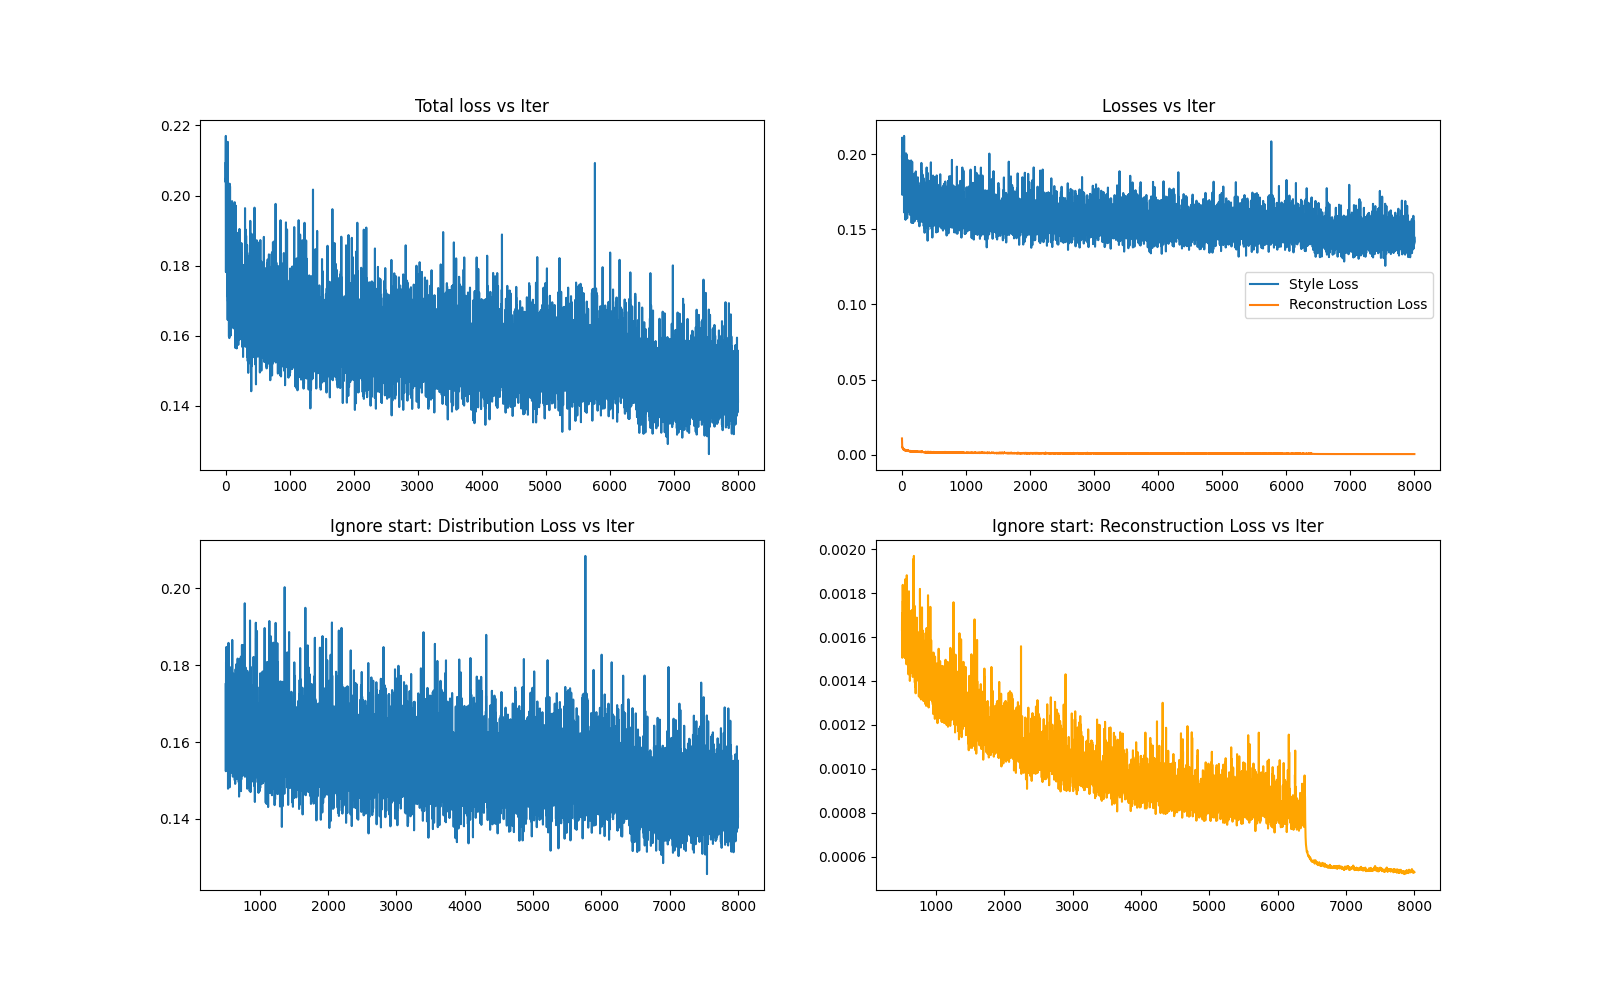 Total loss vs Iter
0.22
0.20
0.18
0.16
0.14
0 1000 2000 3000 4000 5000 6000 7000 8000
Losses vs Iter
0.20
0.15
0.10
0.05
0.00
Style Loss
Reconstruction Loss
0 1000 2000 3000 4000 5000 6000 7000 8000
Ignore start: Distribution Loss vs Iter
0.20
0.18
0.16
0.14
1000 2000 3000 4000 5000 6000 7000 8000
Ignore start: Reconstruction Loss vs Iter
0.0020
0.0018
0.0016
0.0014
0.0012
0.0010
0.0008
0.0006
1000 2000 3000 4000 5000 6000 7000 8000